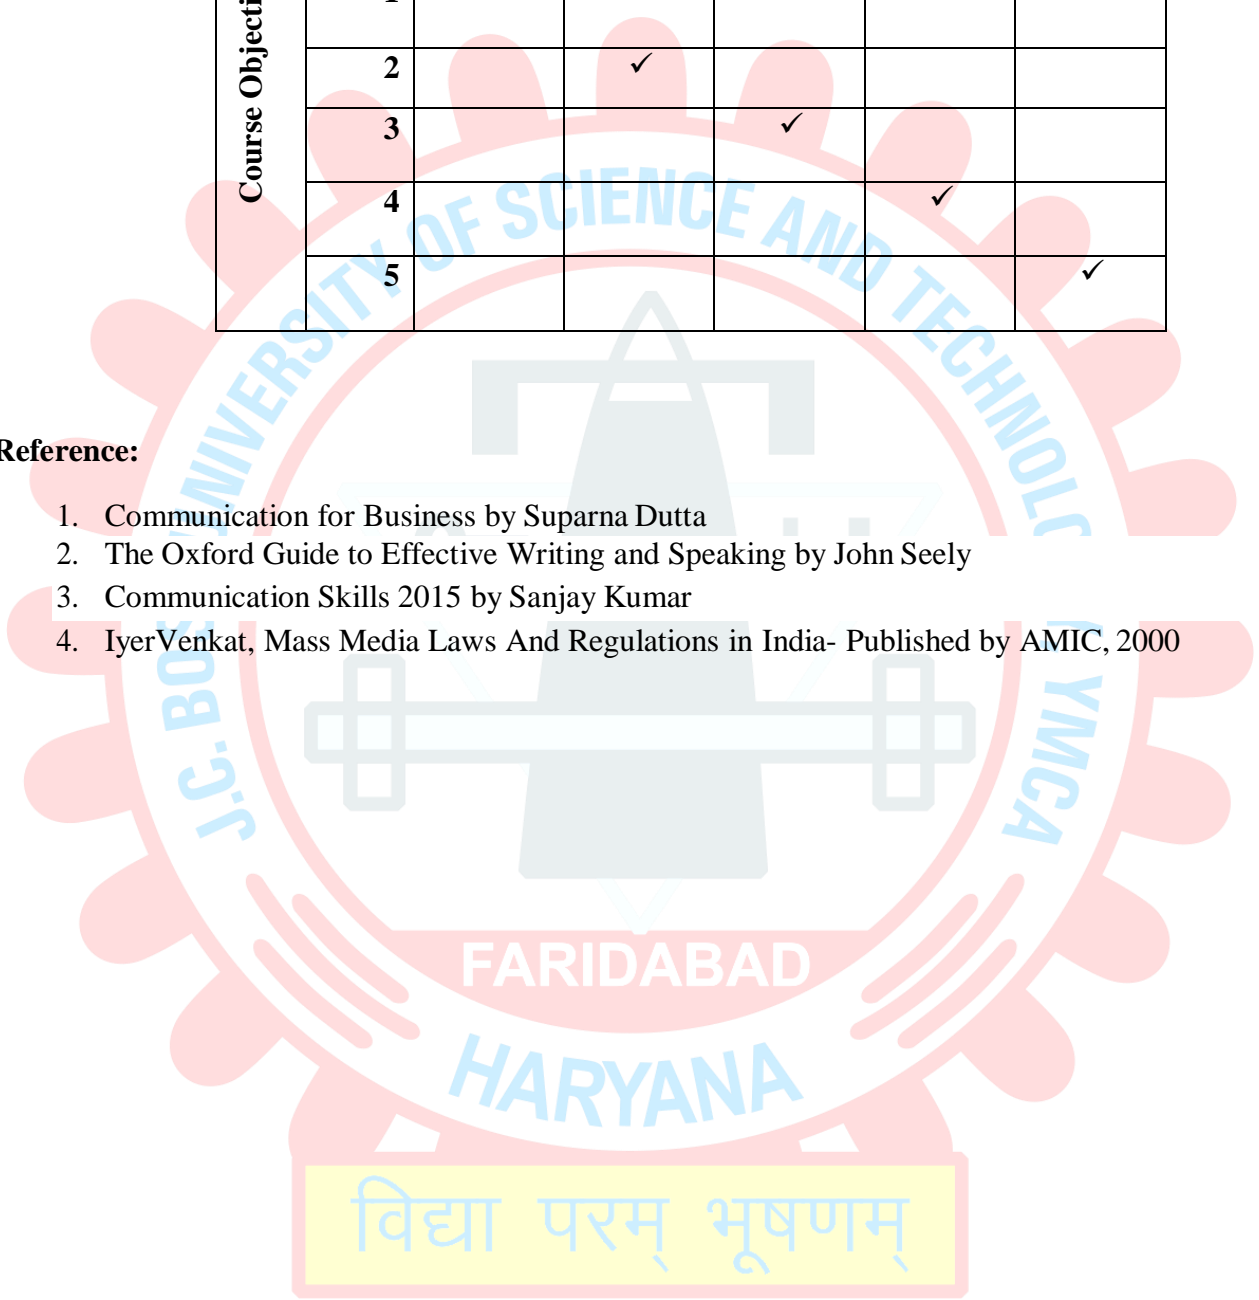 Course Objecti
1
2 ✓
3 ✓
4 ✓
5 ✓
Reference:
1. Communication for Business by Suparna Dutta
2. The Oxford Guide to Effective Writing and Speaking by John Seely
3. Communication Skills 2015 by Sanjay Kumar
4. IyerVenkat, Mass Media Laws And Regulations in India- Published by AMIC, 2000
J.C. BOS UNIVERSITY OF SCIENCE AND TECHNOLO YMCA
FARIDABAD
HARYANA
विद्या परम् भूषणम्